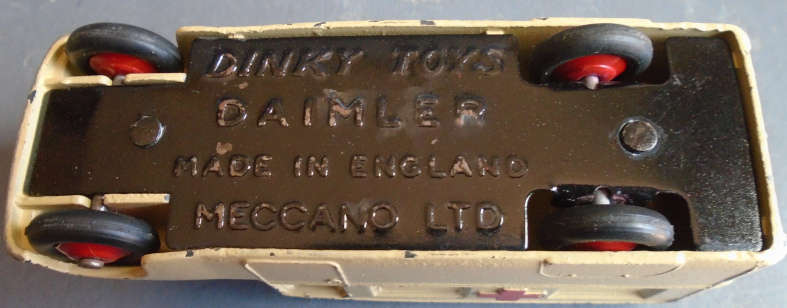 DINKY TOYS
DAIMLER
MADE IN ENGLAND
MECCANO LTD